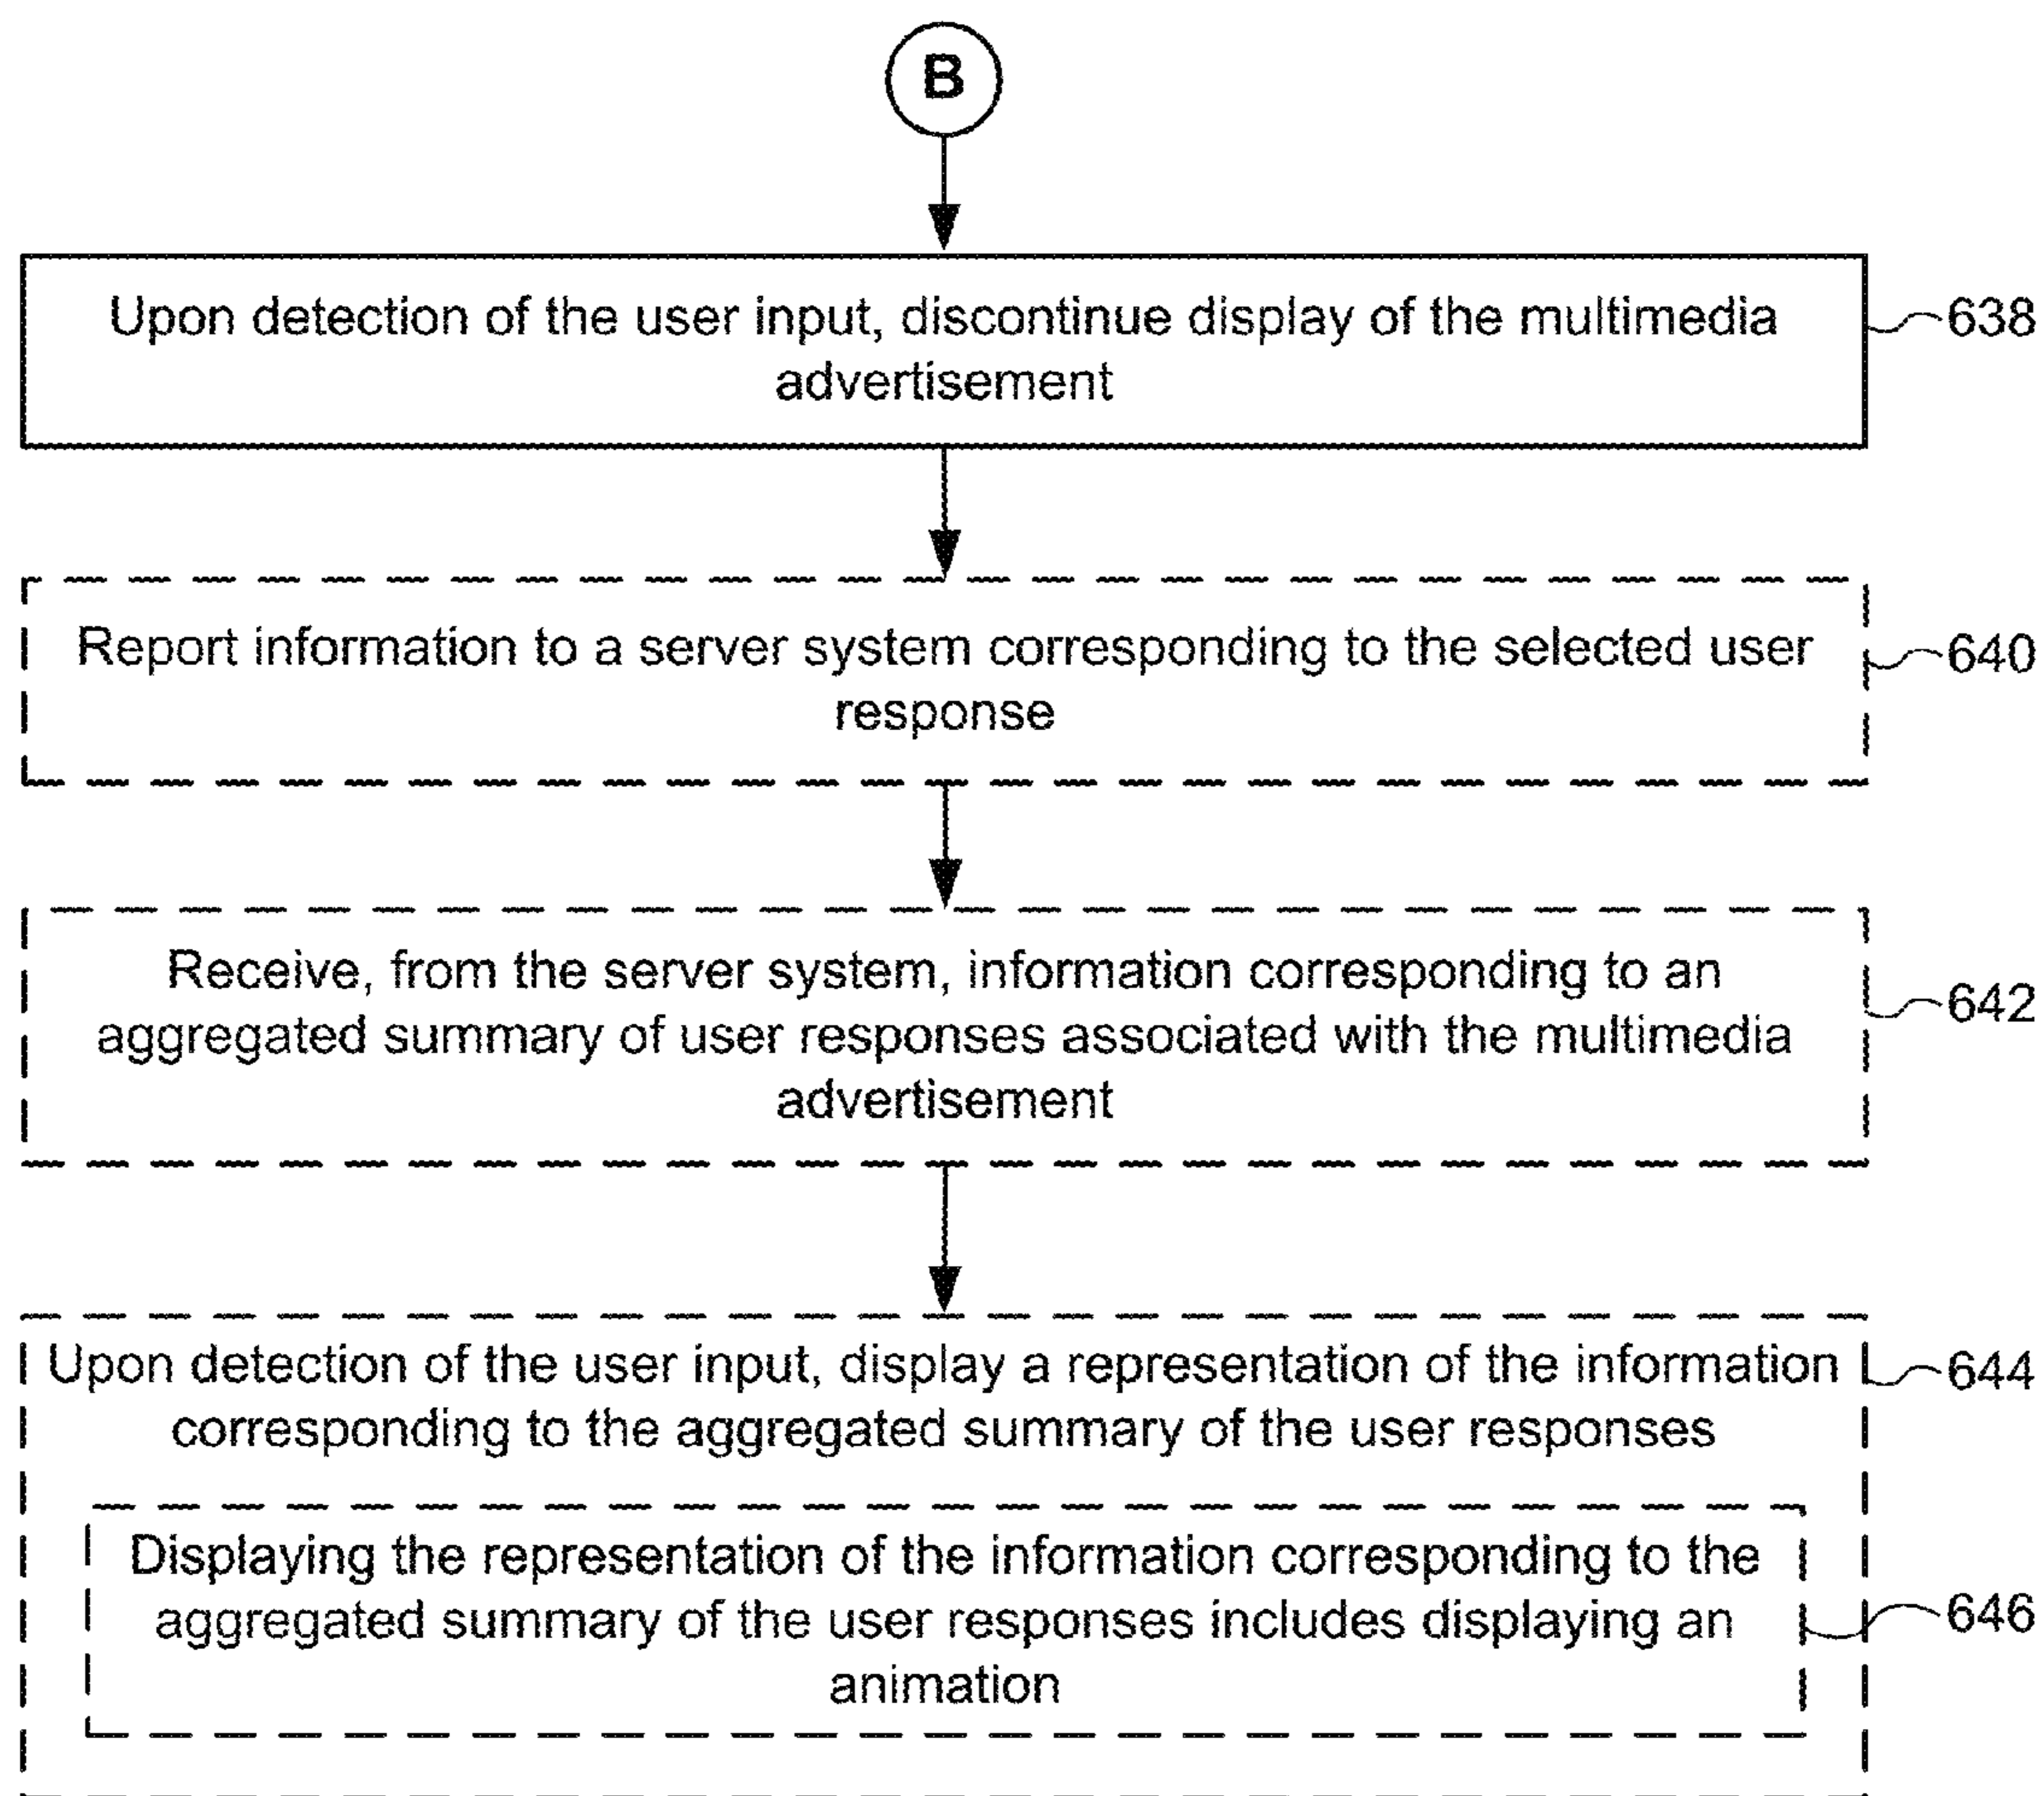 B
Upon detection of the user input, discontinue display of the multimedia
advertisement
638
Report information to a server system corresponding to the selected user
response
640
Receive, from the server system, information corresponding to an
aggregated summary of user responses associated with the multimedia
advertisement
642
Upon detection of the user input, display a representation of the information
corresponding to the aggregated summary of the user responses
644
Displaying the representation of the information corresponding to the
aggregated summary of the user responses includes displaying an
animation
646